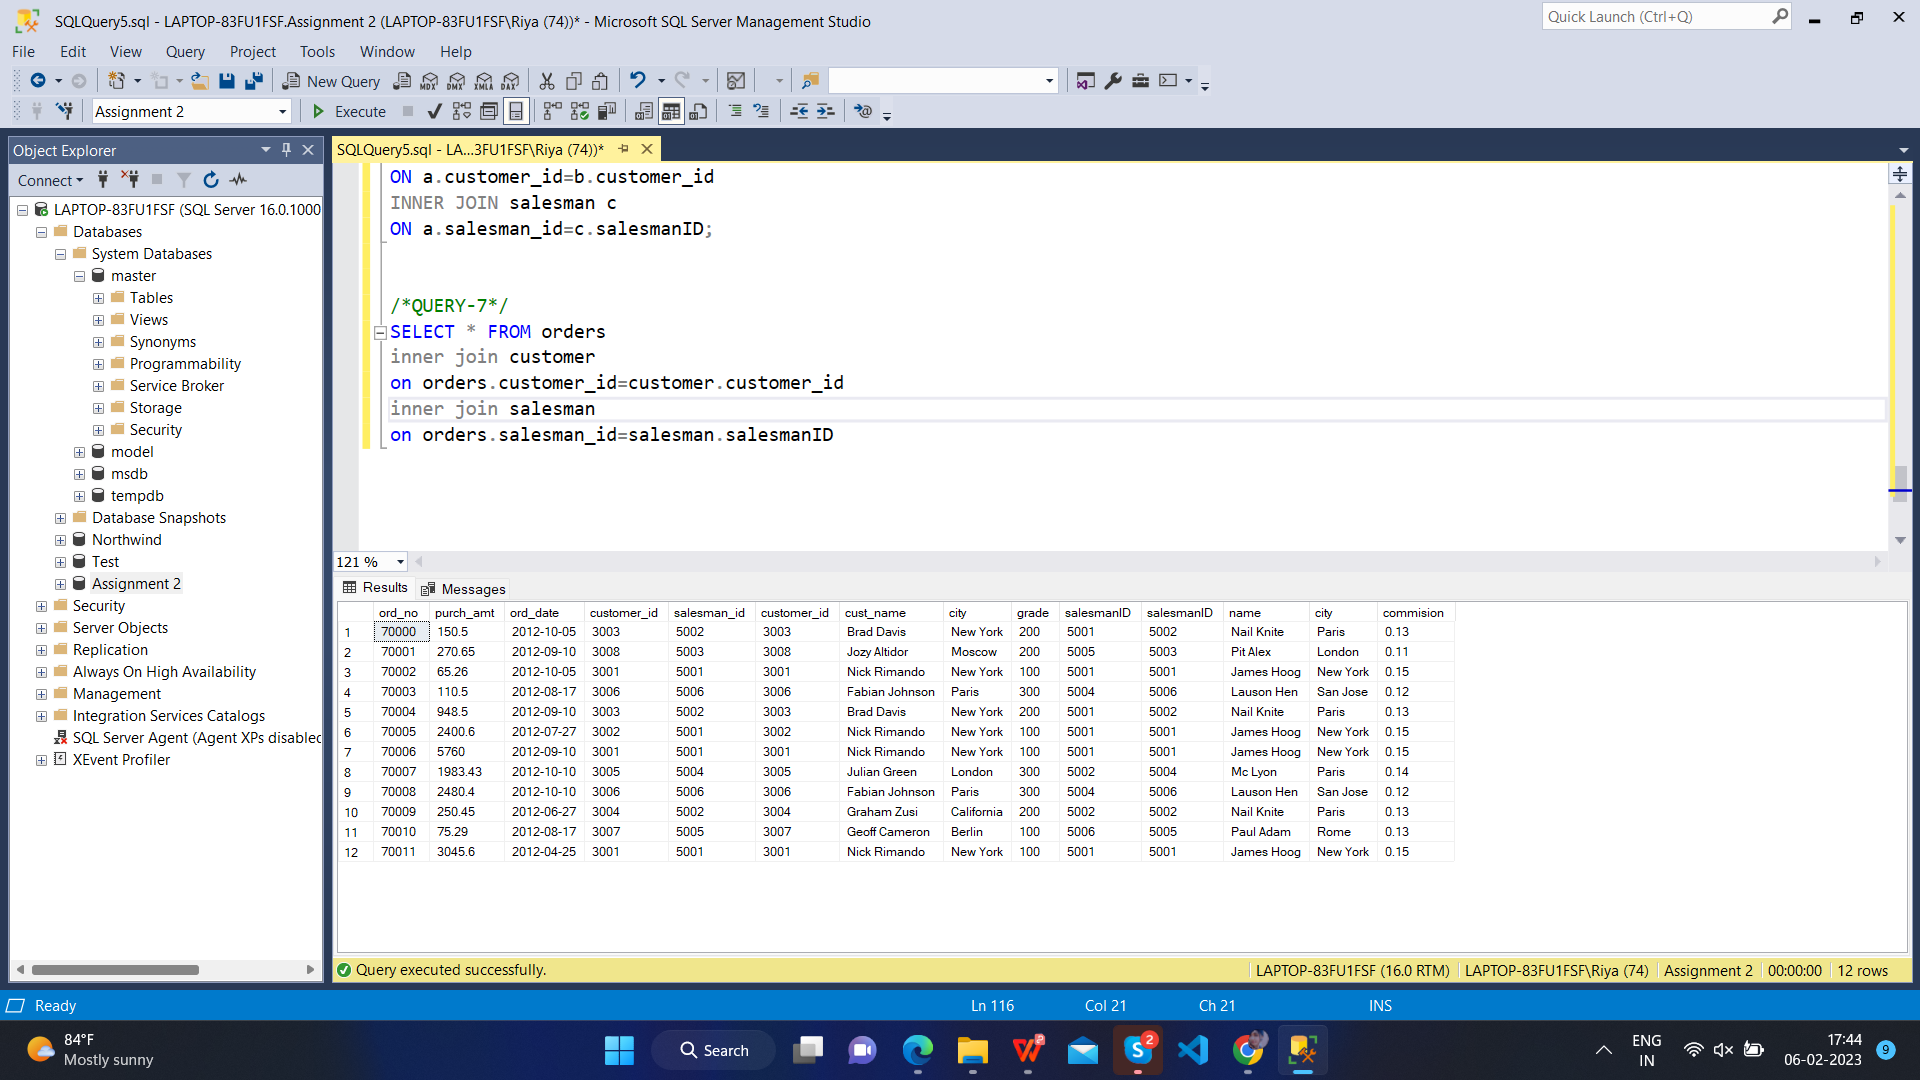 SQLQuery5.sql - LAPTOP-83FU1FSF.Assignment 2 (LAPTOP-83FU1FSF\Riya (74))* - Microsoft SQL Server Management Studio
Quick Launch (Ctrl+Q)
File Edit View Query Project Tools Window Help
New Query MDX DMX XMLA DAX
Assignment 2 Execute
Object Explorer
Connect
LAPTOP-83FU1FSF (SQL Server 16.0.1000
Databases
System Databases
master
Tables
Views
Synonyms
Programmability
Service Broker
Storage
Security
model
msdb
tempdb
Database Snapshots
Northwind
Test
Assignment 2
Security
Server Objects
Replication
Always On High Availability
Management
Integration Services Catalogs
SQL Server Agent (Agent XPs disabled
XEvent Profiler
SQLQuery5.sql - LA...3FU1FSF\Riya (74))*
ON a.customer_id=b.customer_id
INNER JOIN salesman c
ON a.salesman_id=c.salesmanID;
/*QUERY-7*/
SELECT * FROM orders
inner join customer
on orders.customer_id=customer.customer_id
inner join salesman
on orders.salesman_id=salesman.salesmanID
121 %
Results Messages
ord_no purch_amt ord_date customer_id salesman_id customer_id cust_name city grade salesmanID salesmanID name city commision
1 70000 150.5 2012-10-05 3003 5002 3003 Brad Davis New York 200 5001 5002 Nail Knite Paris 0.13
2 70001 270.65 2012-09-10 3008 5003 3008 Jozy Altidor Moscow 200 5005 5003 Pit Alex London 0.11
3 70002 65.26 2012-10-05 3001 5001 3001 Nick Rimando New York 100 5001 5001 James Hoog New York 0.15
4 70003 110.5 2012-08-17 3006 5006 3006 Fabian Johnson Paris 300 5004 5006 Lauson Hen San Jose 0.12
5 70004 948.5 2012-09-10 3003 5002 3003 Brad Davis New York 200 5001 5002 Nail Knite Paris 0.13
6 70005 2400.6 2012-07-27 3002 5001 3002 Nick Rimando New York 100 5001 5001 James Hoog New York 0.15
7 70006 5760 2012-09-10 3001 5001 3001 Nick Rimando New York 100 5001 5001 James Hoog New York 0.15
8 70007 1983.43 2012-10-10 3005 5004 3005 Julian Green London 300 5002 5004 Mc Lyon Paris 0.14
9 70008 2480.4 2012-10-10 3006 5006 3006 Fabian Johnson Paris 300 5004 5006 Lauson Hen San Jose 0.12
10 70009 250.45 2012-06-27 3004 5002 3004 Graham Zusi California 200 5002 5002 Nail Knite Paris 0.13
11 70010 75.29 2012-08-17 3007 5005 3007 Geoff Cameron Berlin 100 5006 5005 Paul Adam Rome 0.13
12 70011 3045.6 2012-04-25 3001 5001 3001 Nick Rimando New York 100 5001 5001 James Hoog New York 0.15
Query executed successfully. LAPTOP-83FU1FSF (16.0 RTM) LAPTOP-83FU1FSF\Riya (74) Assignment 2 00:00:00 12 rows
Ready Ln 116 Col 21 Ch 21 INS
84°F
Mostly sunny
Search
2
ENG
IN
17:44
06-02-2023
9